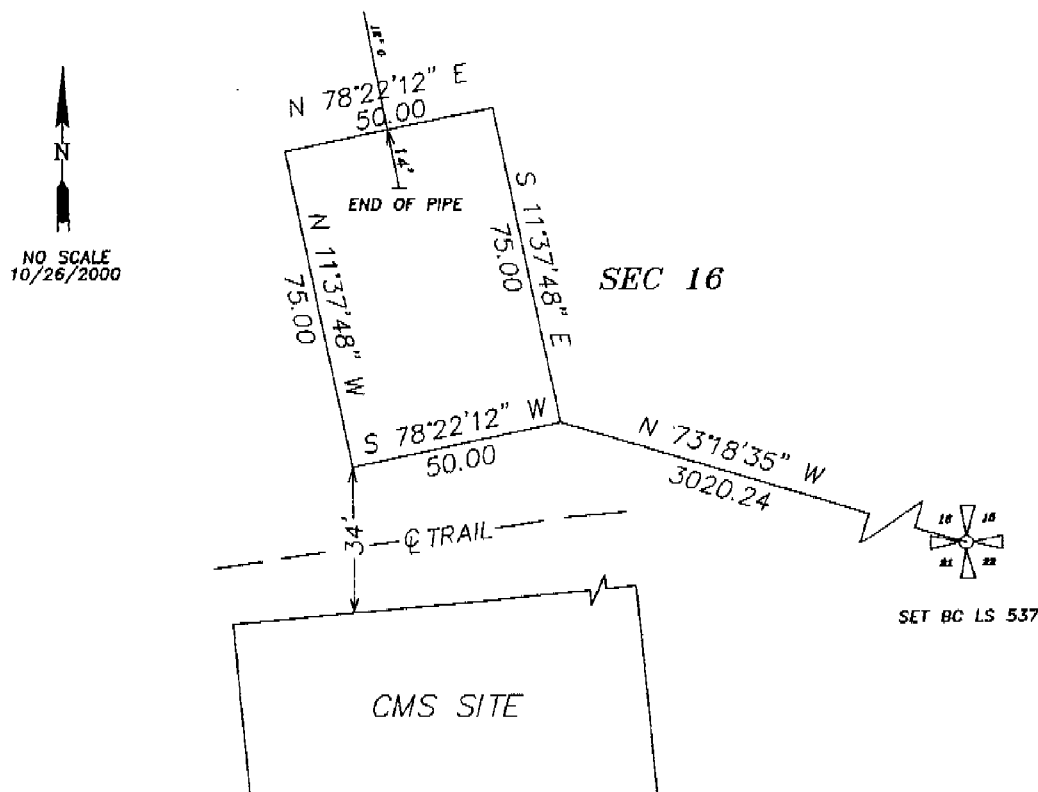 N 78°22'12" E
50.00
14'
END OF PIPE
N
NO SCALE
10/26/2000
N 11°37'48" W
75.00
S 11°37'48" E
75.00
SEC 16
S 78°22'12" W
50.00
N 73°18'35" W
3020.24
34'
℄ TRAIL
16 15
21 22
SET BC LS 537
CMS SITE